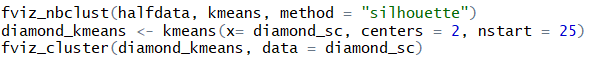 fviz_nbclust(halfdata, kmeans, method = "silhouette")
diamond_kmeans <- kmeans(x= diamond_sc, centers = 2, nstart = 25)
fviz_cluster(diamond_kmeans, data = diamond_sc)